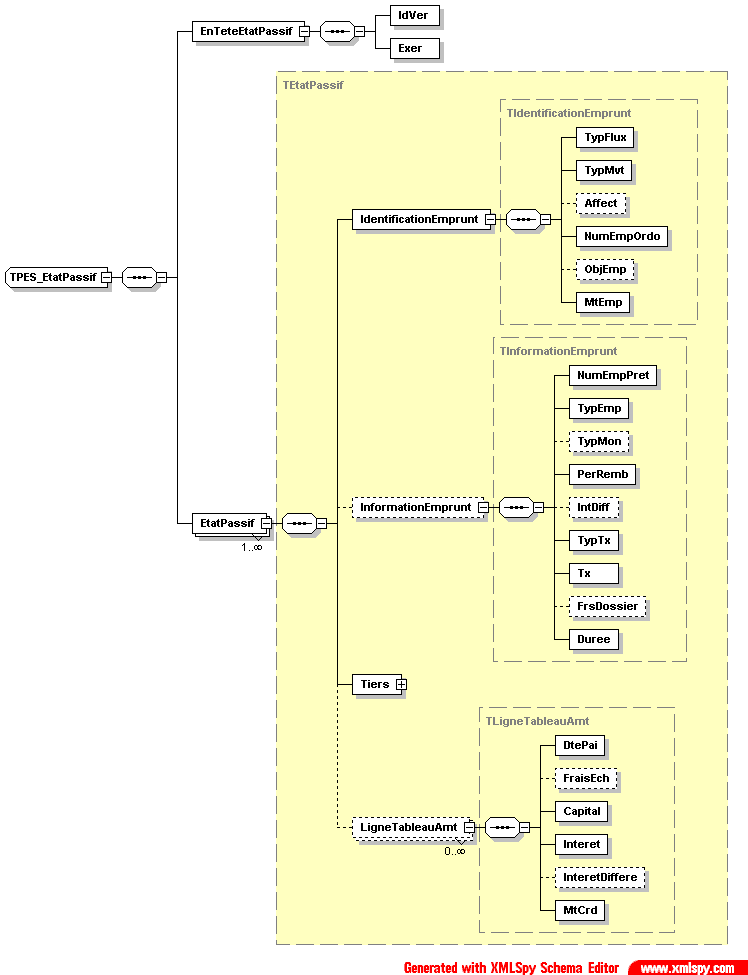 IdVer
EnTeteEtatPassif
Exer
TEtatPassif
TIdentificationEmprunt
TypFlux
TypMvt
Affect
IdentificationEmprunt
NumEmpOrdo
ObjEmp
TPES_EtatPassif
MtEmp
TInformationEmprunt
NumEmpPret
TypEmp
TypMon
PerRemb
InformationEmprunt
IntDiff
EtatPassif
1..∞
TypTx
Tx
FrsDossier
Duree
Tiers
TLigneTableauAmt
DtePai
FraisEch
Capital
LigneTableauAmt
0..∞
Interet
InteretDiffere
MtCrd
Generated with XMLSpy Schema Editor www.xmlspy.com